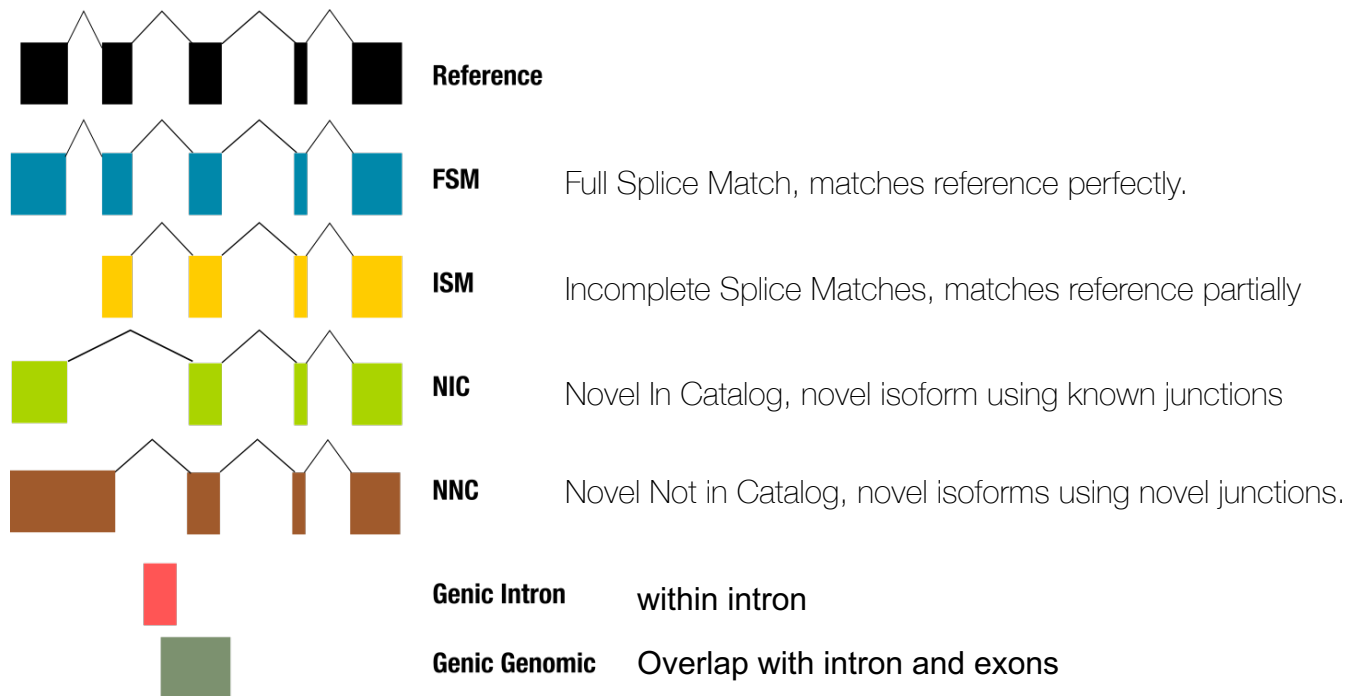 Reference
FSM Full Splice Match, matches reference perfectly.
ISM Incomplete Splice Matches, matches reference partially
NIC Novel In Catalog, novel isoform using known junctions
NNC Novel Not in Catalog, novel isoforms using novel junctions.
Genic Intron within intron
Genic Genomic Overlap with intron and exons